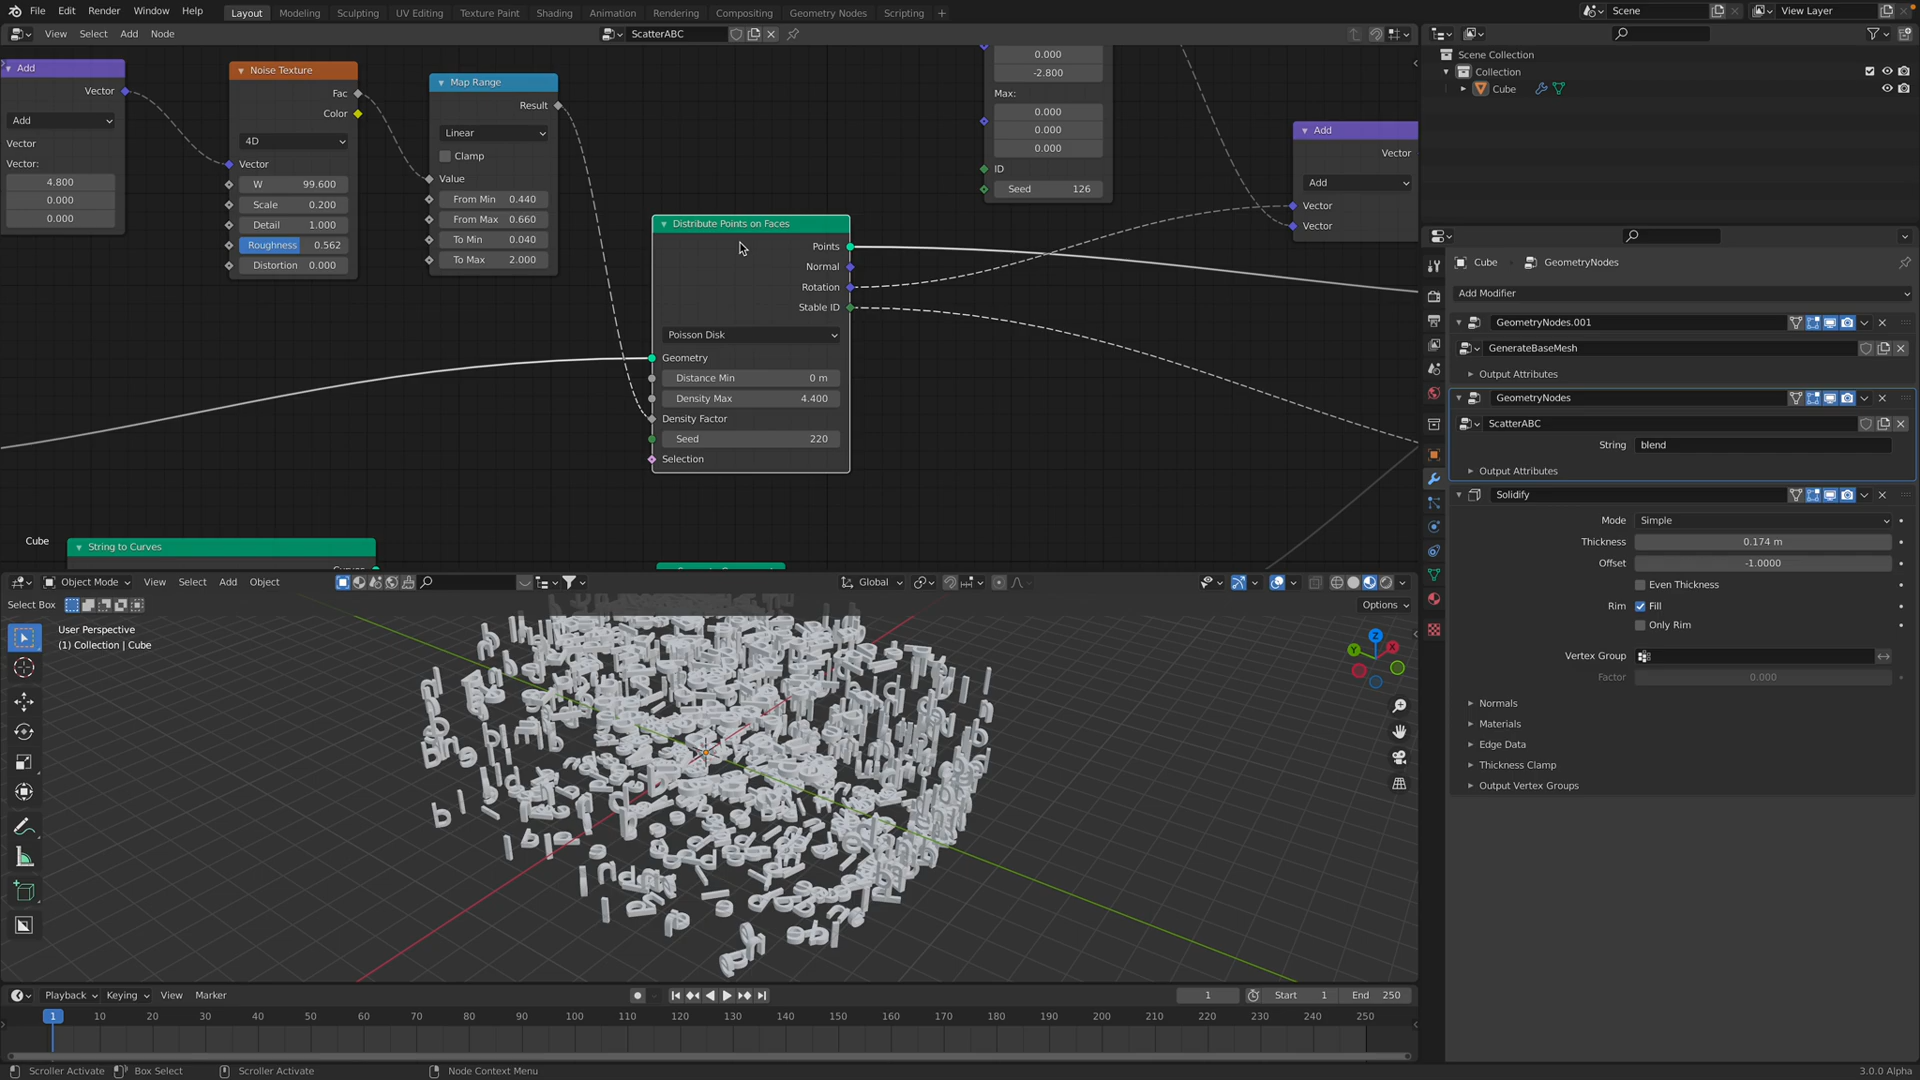 File Edit Render Window Help Layout Modeling Sculpting UV Editing Texture Paint Shading Animation Rendering Compositing Geometry Nodes Scripting + Scene View Layer
View Select Add Node ScatterABC
Add
Vector
Add
Vector
Vector:
4.800
0.000
0.000
Noise Texture
Fac
Color
4D
Vector
W 99.600
Scale 0.200
Detail 1.000
Roughness 0.562
Distortion 0.000
Map Range
Result
Linear
Clamp
Value
From Min 0.440
From Max 0.660
To Min 0.040
To Max 2.000
Distribute Points on Faces
Points
Normal
Rotation
Stable ID
Poisson Disk
Geometry
Distance Min 0 m
Density Max 4.400
Density Factor
Seed 220
Selection
0.000
-2.800
Max:
0.000
0.000
0.000
ID
Seed 126
Add
Vector
Add
Vector
Vector
Cube
String to Curves
Scene Collection
Collection
Cube
Cube GeometryNodes
Add Modifier
GeometryNodes.001
GenerateBaseMesh
Output Attributes
GeometryNodes
ScatterABC
String blend
Output Attributes
Solidify
Mode Simple
Thickness 0.174 m
Offset -1.0000
Even Thickness
Rim Fill
Only Rim
Vertex Group
Factor 0.000
Normals
Materials
Edge Data
Thickness Clamp
Output Vertex Groups
Object Mode View Select Add Object Global
Select Box Options
User Perspective
(1) Collection | Cube
Z
Y
X
Playback Keying View Marker 1 Start 1 End 250
1 10 20 30 40 50 60 70 80 90 100 110 120 130 140 150 160 170 180 190 200 210 220 230 240 250
Scroller Activate Box Select Scroller Activate Node Context Menu 3.0.0 Alpha